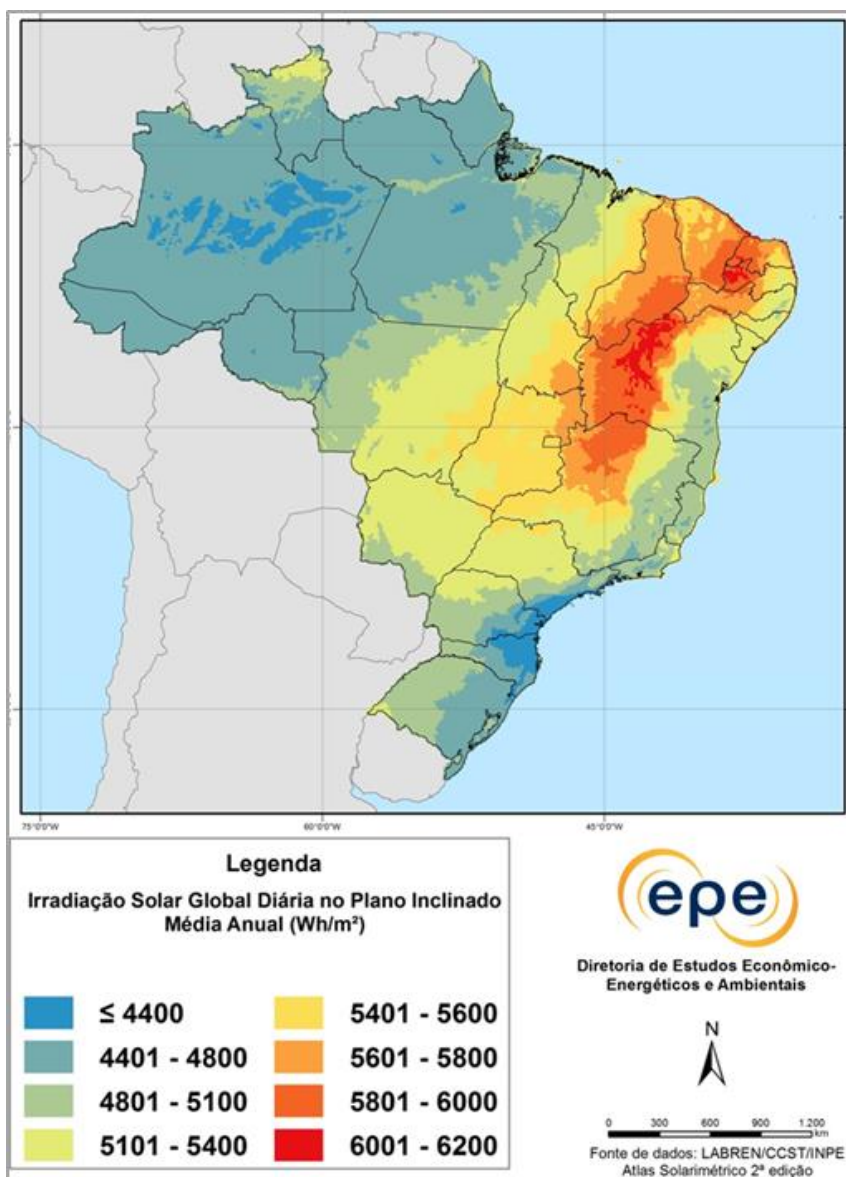 75°0'0"W
60°0'0"W
45°0'0"W
Legenda
Irradiação Solar Global Diária no Plano Inclinado
Média Anual (Wh/m²)
≤ 4400
4401 - 4800
4801 - 5100
5101 - 5400
5401 - 5600
5601 - 5800
5801 - 6000
6001 - 6200
epe
Diretoria de Estudos Econômico-
Energéticos e Ambientais
N
0 300 600 900 1.200
km
Fonte de dados: LABREN/CCST/INPE
Atlas Solarimétrico 2ª edição